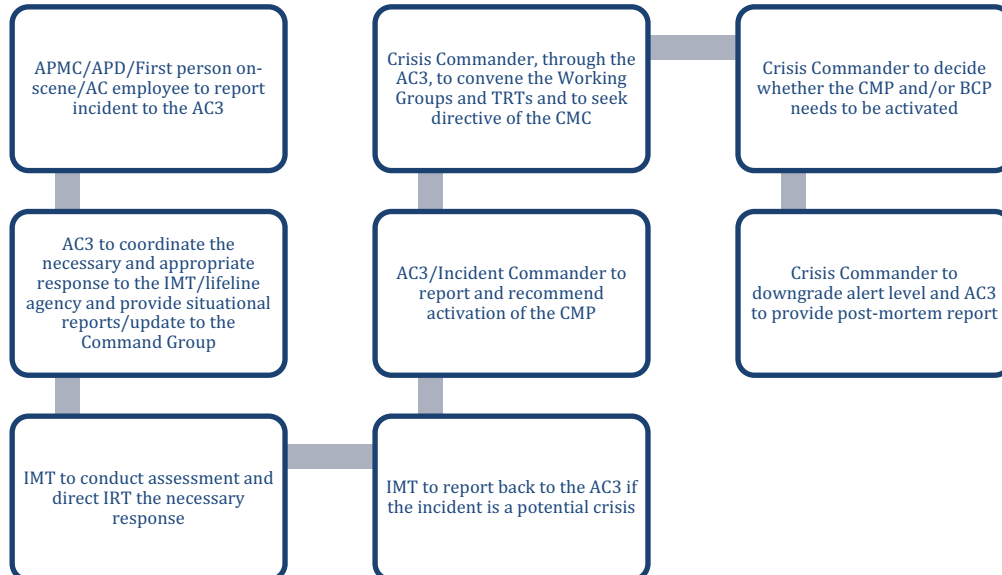 APMC/APD/First person on-
scene/AC employee to report
incident to the AC3
AC3 to coordinate the
necessary and appropriate
response to the IMT/lifeline
agency and provide situational
reports/update to the
Command Group
IMT to conduct assessment and
direct IRT the necessary
response
IMT to report back to the AC3 if
the incident is a potential crisis
AC3/Incident Commander to
report and recommend
activation of the CMP
Crisis Commander, through the
AC3, to convene the Working
Groups and TRTs and to seek
directive of the CMC
Crisis Commander to decide
whether the CMP and/or BCP
needs to be activated
Crisis Commander to
downgrade alert level and AC3
to provide post-mortem report